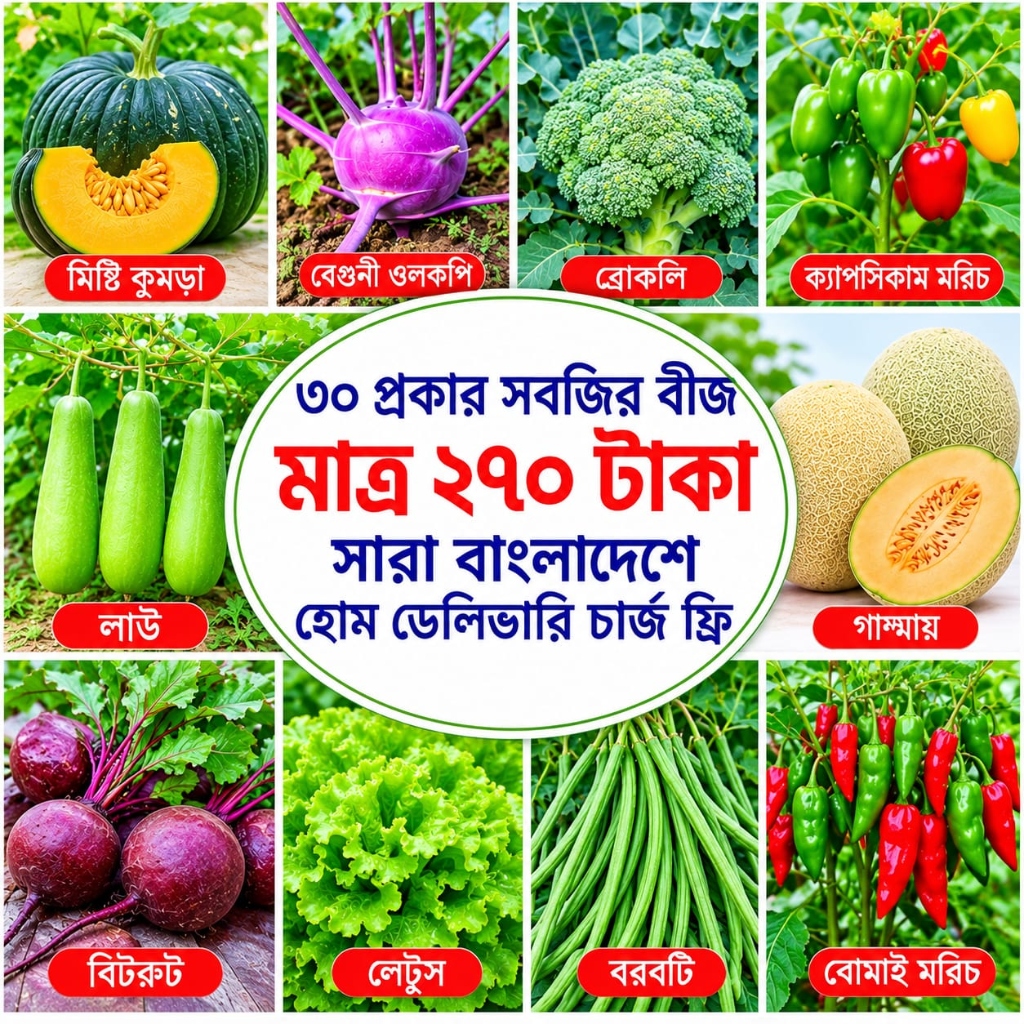 মিষ্টি কুমড়া
বেগুনী ওলকপি
ব্রোকলি
ক্যাপসিকাম মরিচ
৩০ প্রকার সবজির বীজ
মাত্র ২৭০ টাকা
সারা বাংলাদেশে
হোম ডেলিভারি চার্জ ফ্রি
লাউ
গাম্মায়
বিটরুট
লেটুস
বরবটি
বোমাই মরিচ